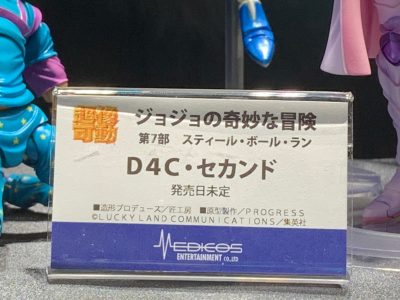 超像可動
ジョジョの奇妙な冒険
第7部　スティール・ボール・ラン
D4C・セカンド
発売日未定
■造形プロデュース／匠工房　■原型製作／PROGRESS
©LUCKY LAND COMMUNICATIONS／集英社
MEDICOS
ENTERTAINMENT CO.,LTD